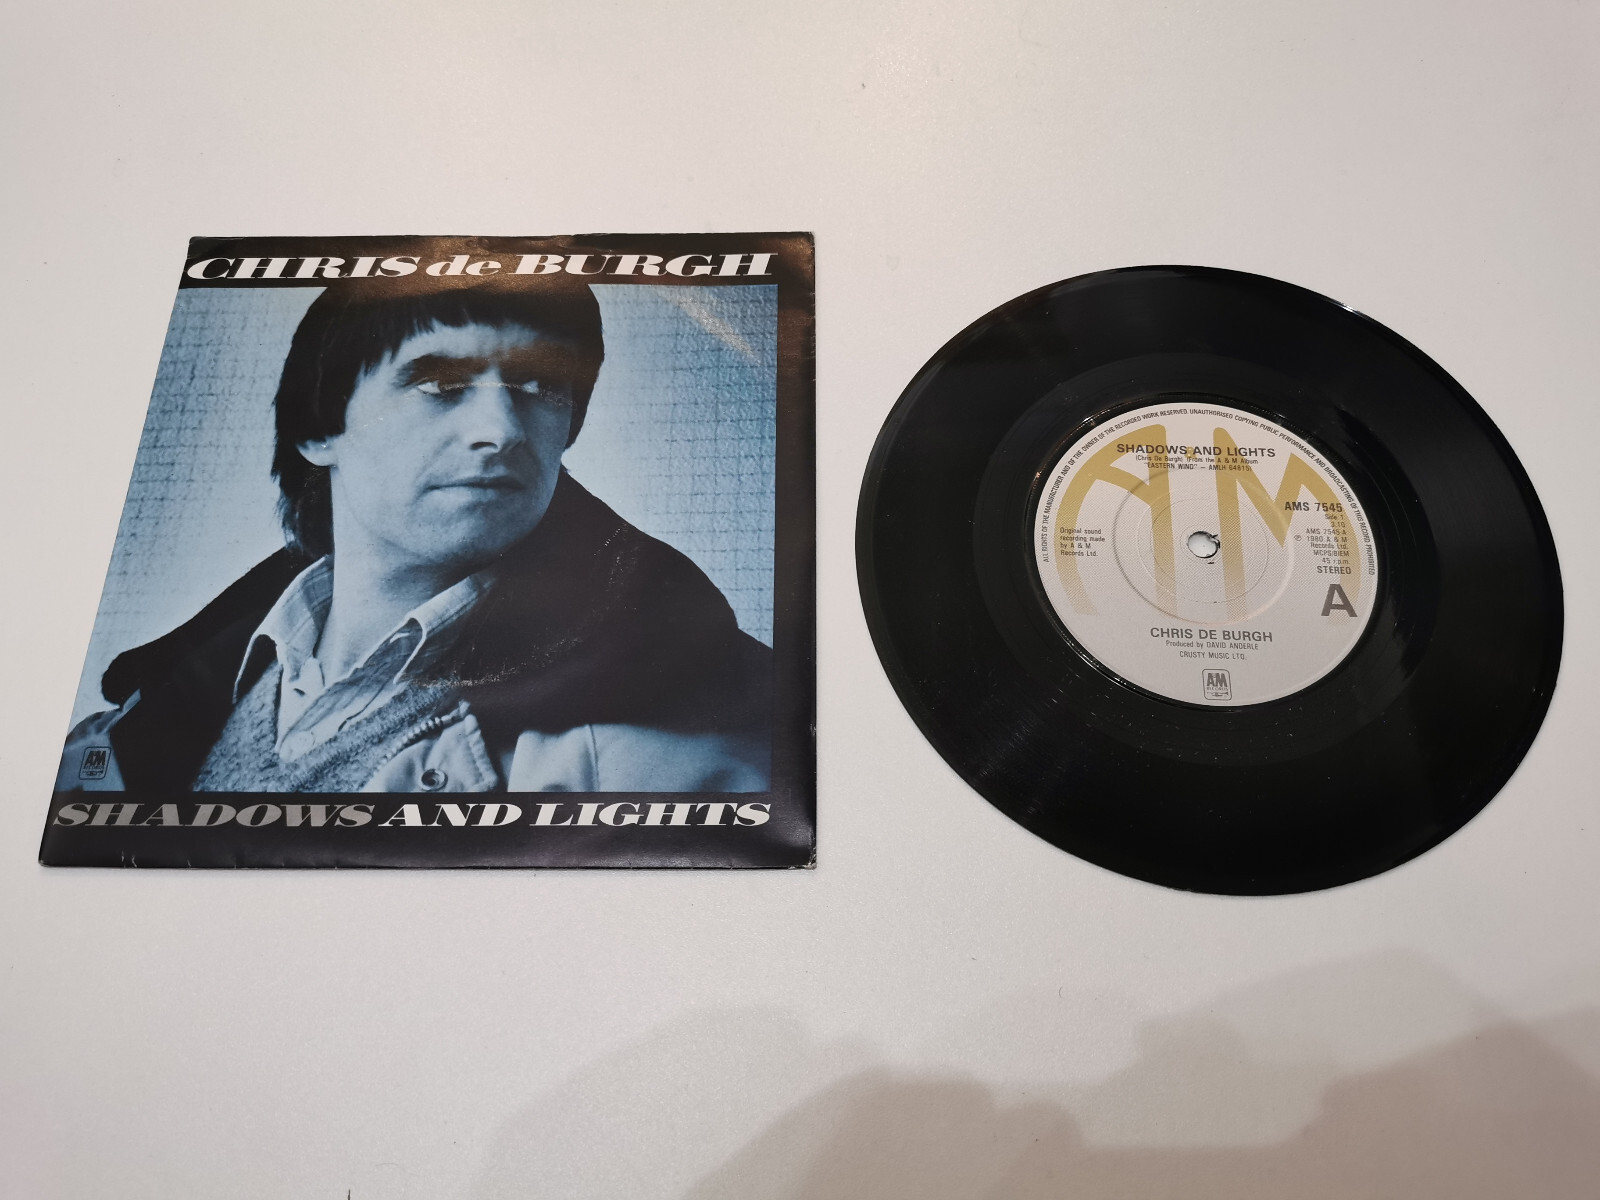 CHRIS de BURGH
A&M
RECORDS
SHADOWS AND LIGHTS
ALL RIGHTS OF THE MANUFACTURER AND OF THE OWNER OF THE RECORDED WORK RESERVED. UNAUTHORISED COPYING PUBLIC PERFORMANCE AND BROADCASTING OF THIS RECORD PROHIBITED
SHADOWS AND LIGHTS
(Chris De Burgh) (From the A & M Album
"EASTERN WIND" — AMLH 64815)
Original sound
recording made
by A & M
Records Ltd.
AMS 7545
Side 1
3.10
AMS 7545 A
℗ 1980 A & M
Records Ltd.
MCPS/BIEM
45 r.p.m.
STEREO
A
CHRIS DE BURGH
Produced by DAVID ANDERLE
CRUSTY MUSIC LTD.
A&M
RECORDS